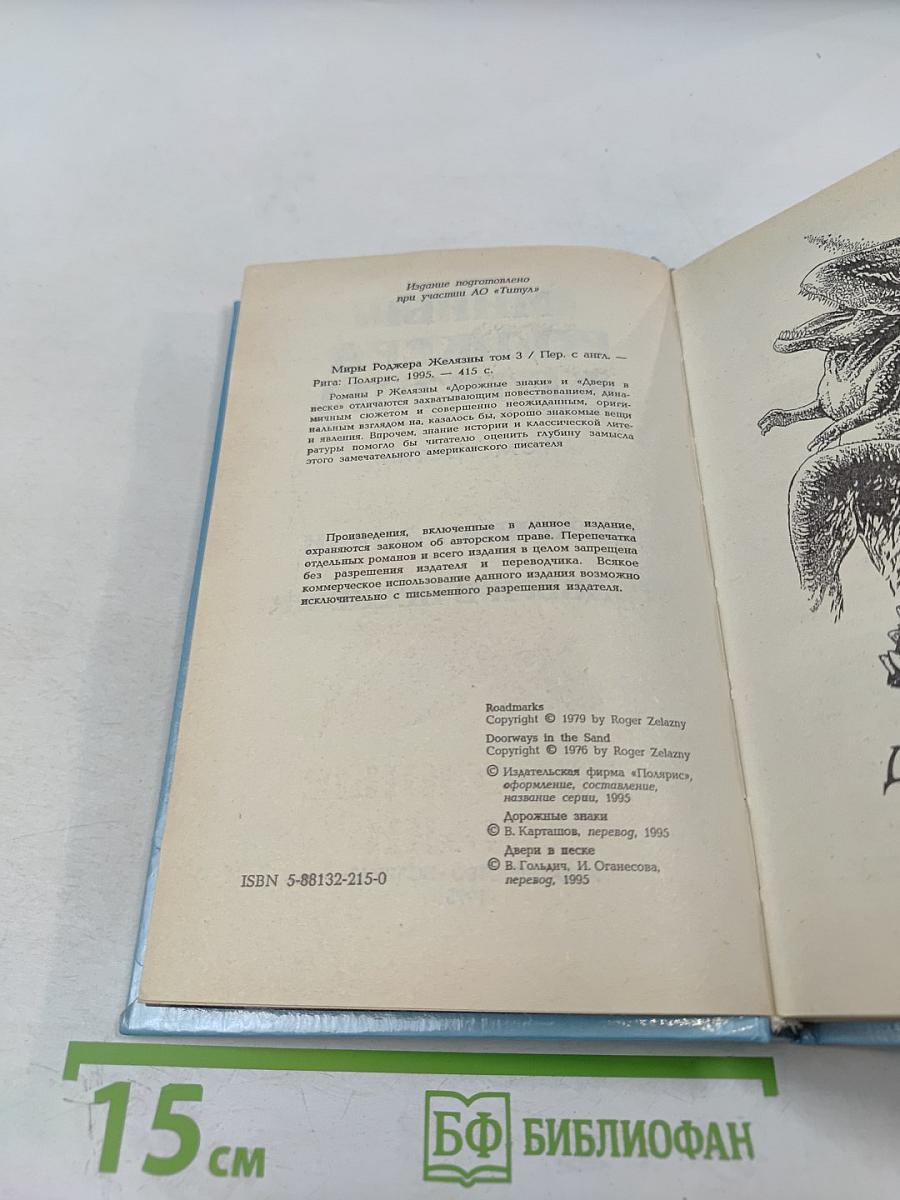 Издание подготовлено
при участии АО «Титул»
Миры Роджера Желязны том 3 / Пер. с англ. —
Рига: Полярис, 1995. — 415 с.
Романы Р Желязны «Дорожные знаки» и «Двери в
песке» отличаются захватывающим повествованием, дина-
мичным сюжетом и совершенно неожиданным, ориги-
нальным взглядом на, казалось бы, хорошо знакомые вещи
и явления. Впрочем, знание истории и классической лите-
ратуры помогло бы читателю оценить глубину замысла
этого замечательного американского писателя
Произведения, включенные в данное издание,
охраняются законом об авторском праве. Перепечатка
отдельных романов и всего издания в целом запрещена
без разрешения издателя и переводчика. Всякое
коммерческое использование данного издания возможно
исключительно с письменного разрешения издателя.
Roadmarks
Copyright © 1979 by Roger Zelazny
Doorways in the Sand
Copyright © 1976 by Roger Zelazny
© Издательская фирма «Полярис»,
оформление, составление,
название серии, 1995
Дорожные знаки
© В. Карташов, перевод, 1995
Двери в песке
© В. Гольдич, И. Оганесова,
перевод, 1995
ISBN 5-88132-215-0
15 см
БФ БИБЛИОФАН